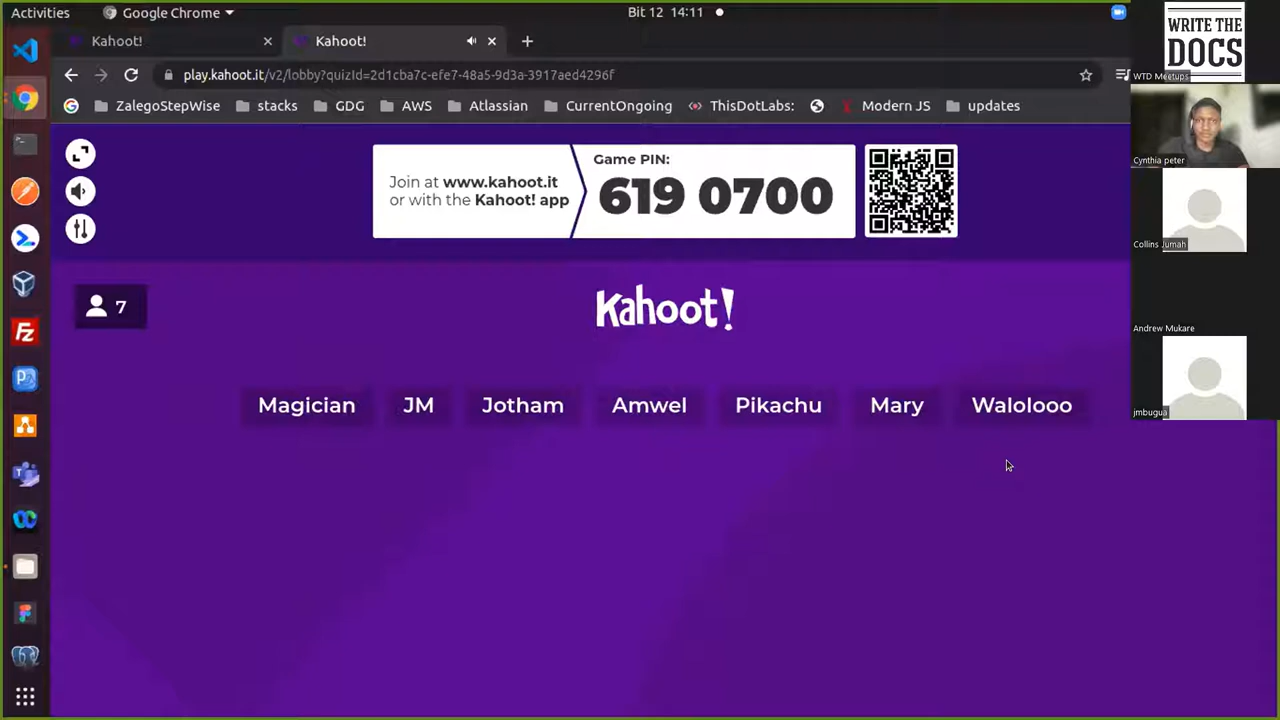 Activities
Google Chrome
Bit 12 14:11
Kahoot!
Kahoot!
play.kahoot.it/v2/lobby?quizId=2d1cba7c-efe7-48a5-9d3a-3917aed4296f
ZalegoStepWise
stacks
GDG
AWS
Atlassian
CurrentOngoing
ThisDotLabs:
Modern JS
updates
Join at www.kahoot.it
or with the Kahoot! app
Game PIN:
619 0700
7
Kahoot!
Magician
JM
Jotham
Amwel
Pikachu
Mary
Walolooo
WRITE
THE
DOCS
WTD Meetups
Cynthia peter
Collins Jumah
Andrew Mukare
jmbugua